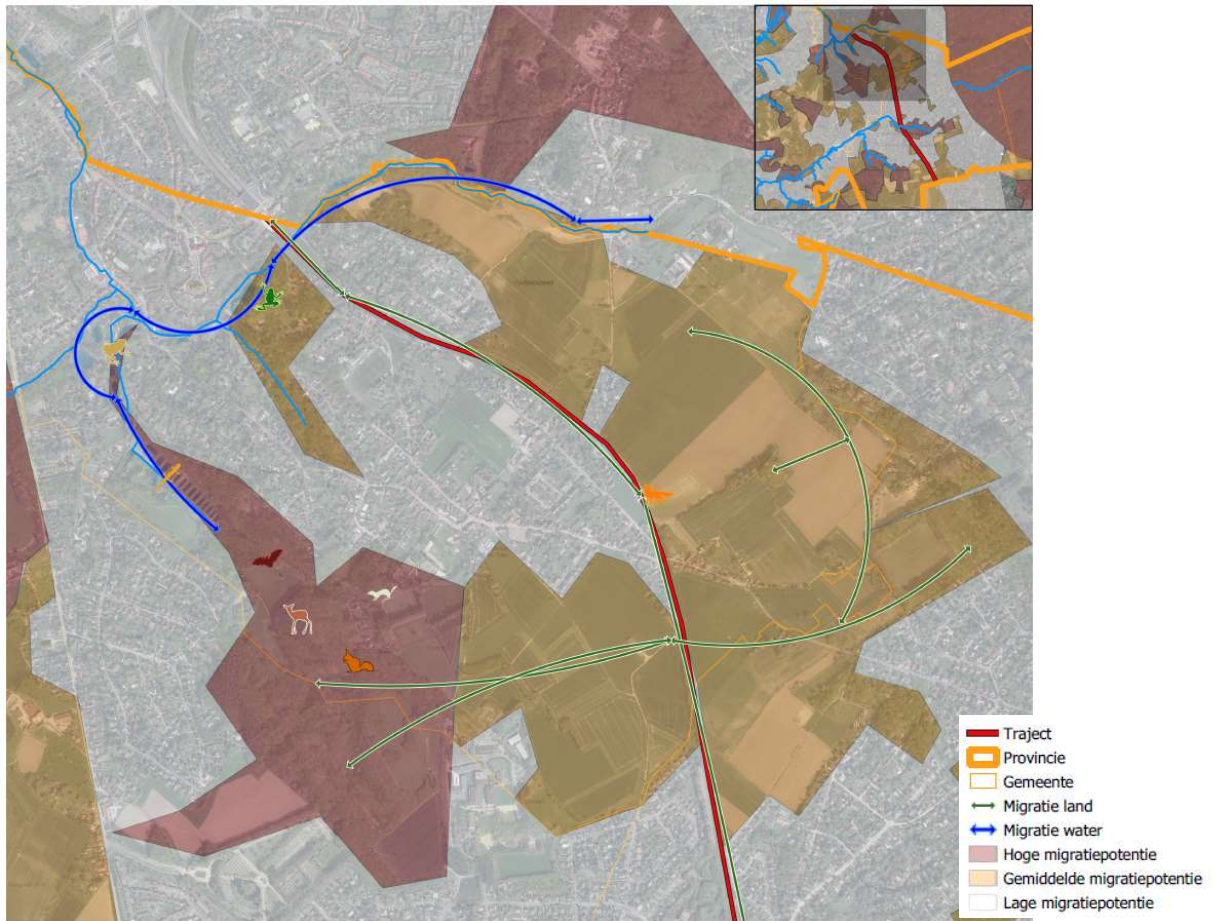 Traject
Provincie
Gemeente
Migratie land
Migratie water
Hoge migratiepotentie
Gemiddelde migratiepotentie
Lage migratiepotentie